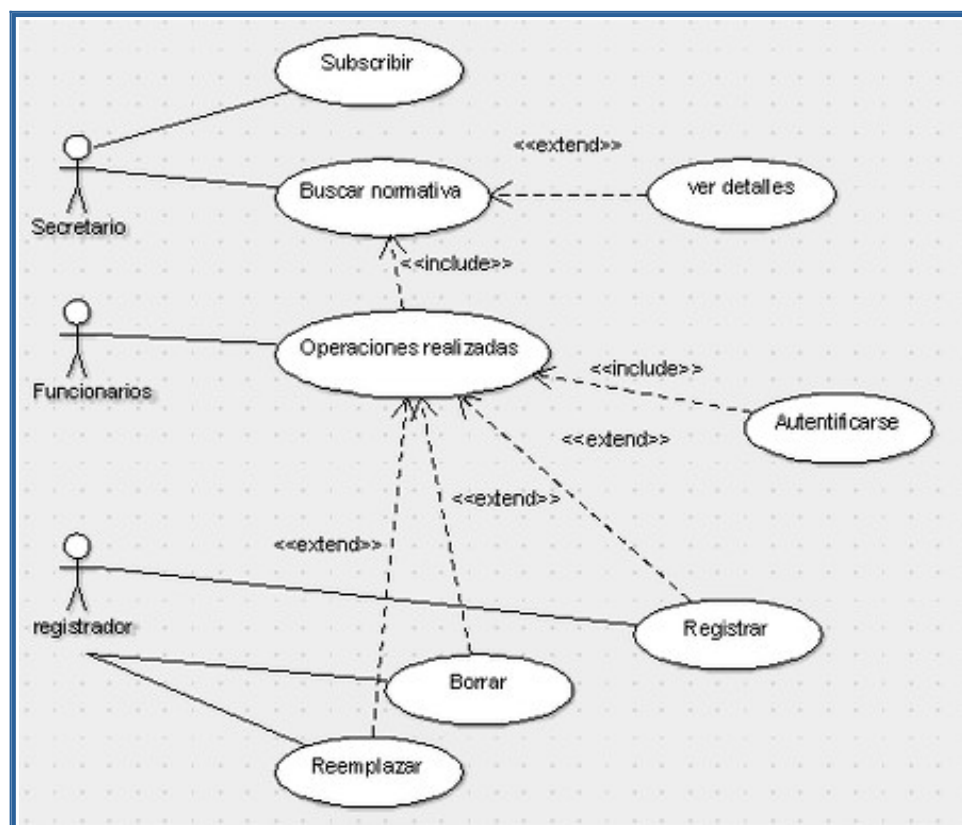 Subscribir
<<extend>>
Buscar normativa
ver detalles
Secretario
<<include>>
Operaciones realizadas
<<include>>
Funcionarios
Autentificarse
<<extend>>
<<extend>>
<<extend>>
registrador
Registrar
Borrar
Reemplazar